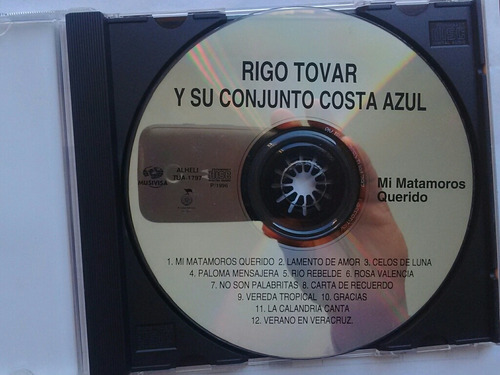 RIGO TOVAR
Y SU CONJUNTO COSTA AZUL
MUSIVISA
ALHELI
Mi Matamoros
Querido
1. MI MATAMOROS QUERIDO 2. LAMENTO DE AMOR 3. CELOS DE LUNA
4. PALOMA MENSAJERA 5. RIO REBELDE 6. ROSA VALENCIA
7. NO SON PALABRITAS 8. CARTA DE RECUERDO
9. VEREDA TROPICAL 10. GRACIAS
11. LA CALANDRIA CANTA
12. VERANO EN VERACRUZ.